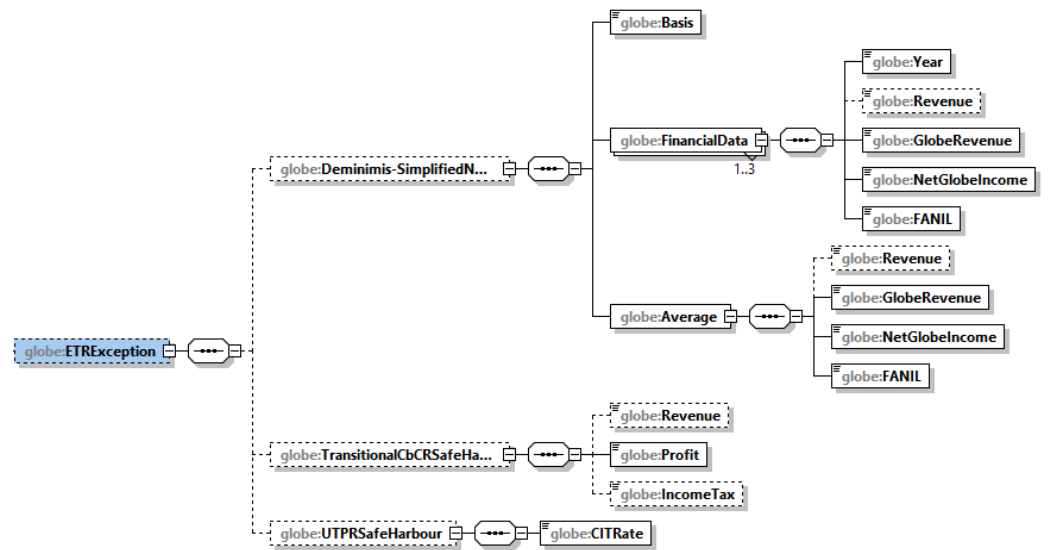 globe:Basis
globe:Year
globe:Revenue
globe:FinancialData
globe:GlobeRevenue
1..3
globe:Deminimis-SimplifiedN...
globe:NetGlobeIncome
globe:FANIL
globe:Revenue
globe:GlobeRevenue
globe:Average
globe:NetGlobeIncome
globe:ETRException
globe:FANIL
globe:Revenue
globe:TransitionalCbCRSafeHa...
globe:Profit
globe:IncomeTax
globe:UTPRSafeHarbour
globe:CITRate